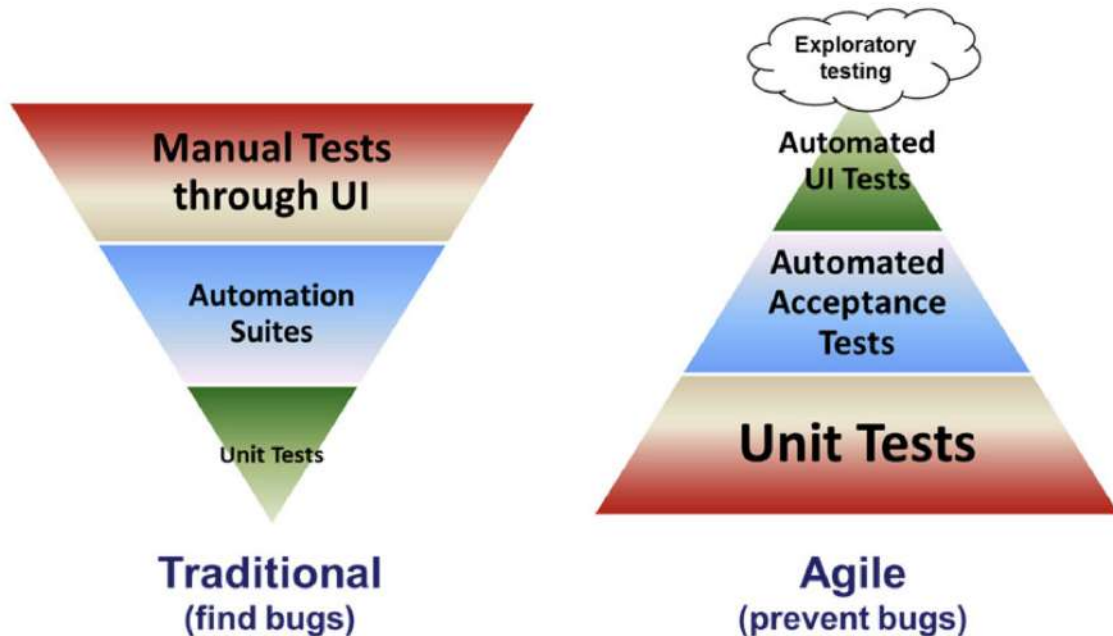 Manual Tests
through UI
Automation
Suites
Unit Tests
Traditional
(find bugs)
Exploratory
testing
Automated
UI Tests
Automated
Acceptance
Tests
Unit Tests
Agile
(prevent bugs)